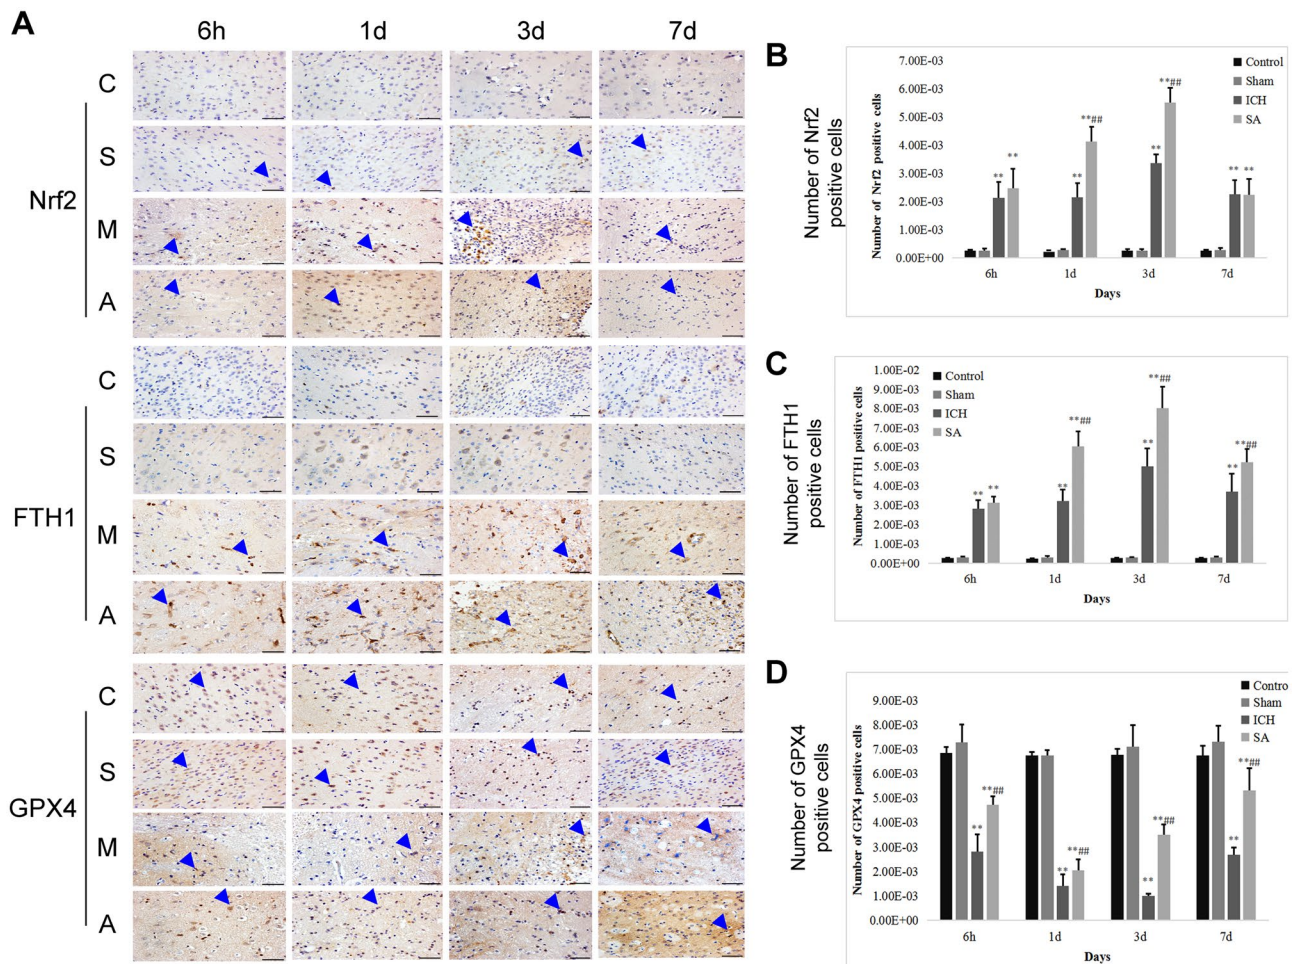 A
6h 1d 3d 7d
Nrf2
C
S
M
A
FTH1
C
S
M
A
GPX4
C
S
M
A
B
Number of Nrf2
positive cells
Number of Nrf2 positive cells
7.00E-03
6.00E-03
5.00E-03
4.00E-03
3.00E-03
2.00E-03
1.00E-03
0.00E+00
Control
Sham
ICH
SA
** **
** **##
** **##
** **
6h 1d 3d 7d
Days
C
Number of FTH1
positive cells
Number of FTH1 positive cells
1.00E-02
9.00E-03
8.00E-03
7.00E-03
6.00E-03
5.00E-03
4.00E-03
3.00E-03
2.00E-03
1.00E-03
0.00E+00
Control
Sham
ICH
SA
** **
** **##
** **##
** **##
6h 1d 3d 7d
Days
D
Number of GPX4
positive cells
Number of GPX4 positive cells
9.00E-03
8.00E-03
7.00E-03
6.00E-03
5.00E-03
4.00E-03
3.00E-03
2.00E-03
1.00E-03
0.00E+00
Contro
Sham
ICH
SA
** **##
** **##
** **##
** **##
6h 1d 3d 7d
Days